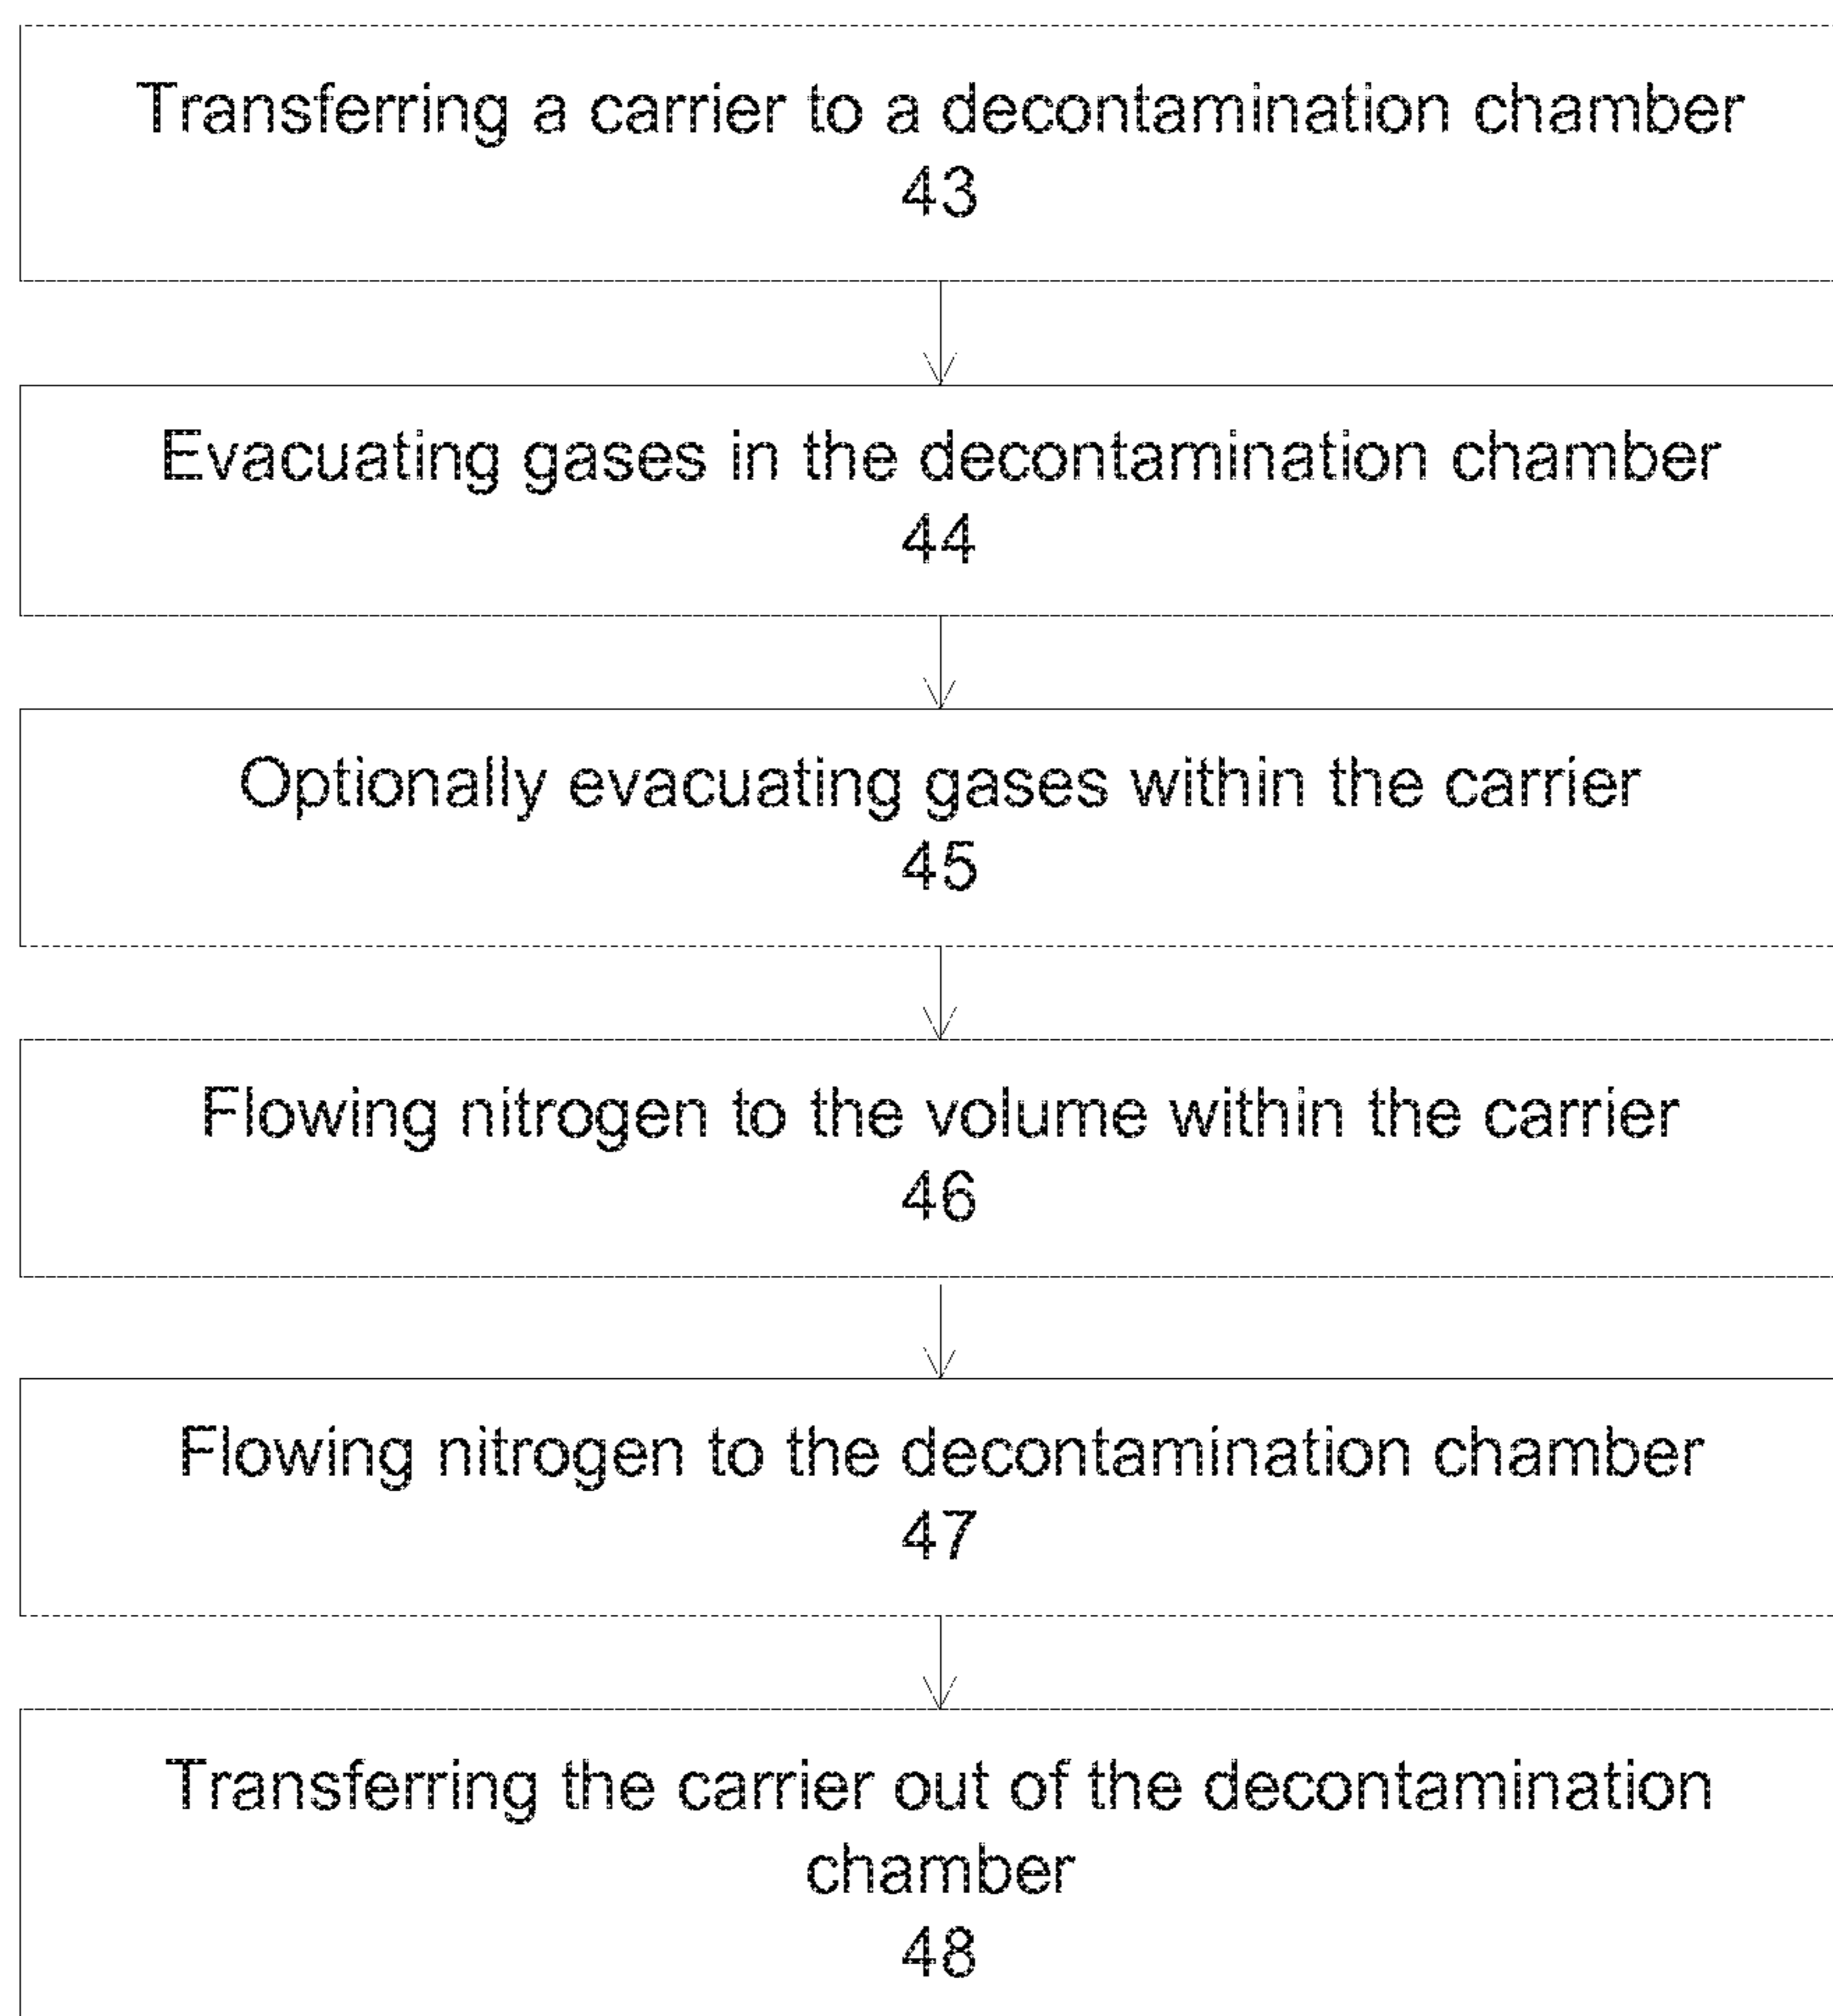 Transferring a carrier to a decontamination chamber
43
Evacuating gases in the decontamination chamber
44
Optionally evacuating gases within the carrier
45
Flowing nitrogen to the volume within the carrier
46
Flowing nitrogen to the decontamination chamber
47
Transferring the carrier out of the decontamination
chamber
48